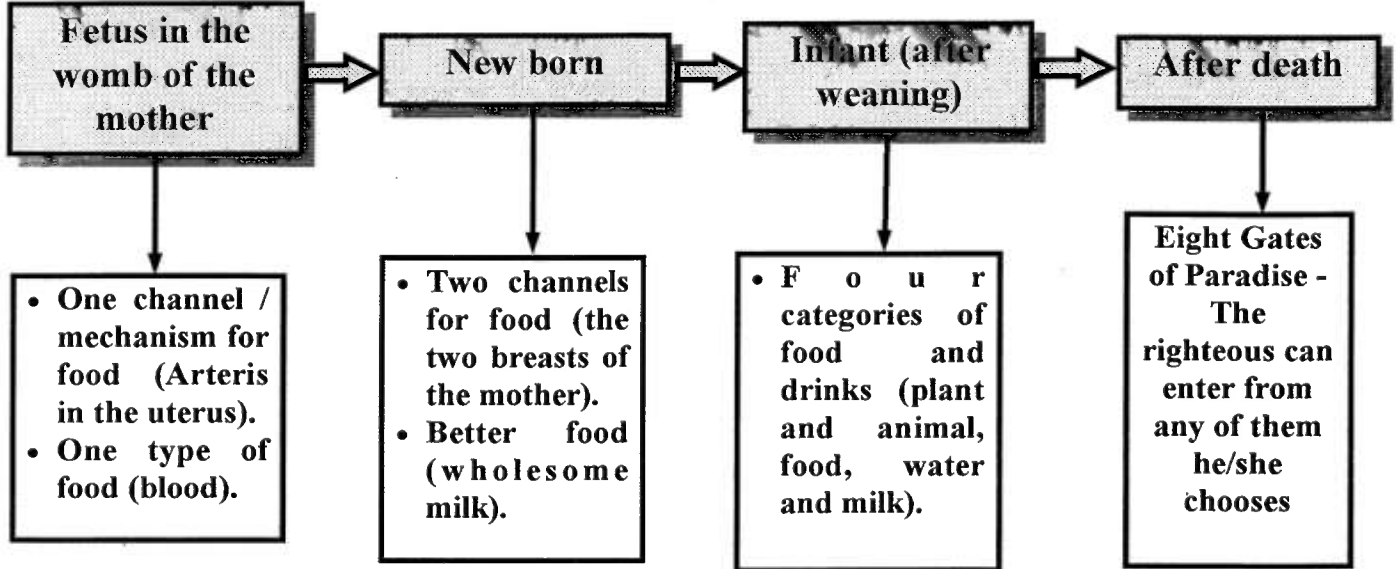 Fetus in the
womb of the
mother
New born
Infant (after
weaning)
After death
• One channel /
mechanism for
food (Arteris
in the uterus).
• One type of
food (blood).
• Two channels
for food (the
two breasts of
the mother).
• Better food
(wholesome
milk).
• Four
categories of
food and
drinks (plant
and animal,
food, water
and milk).
Eight Gates
of Paradise -
The
righteous can
enter from
any of them
he/she
chooses